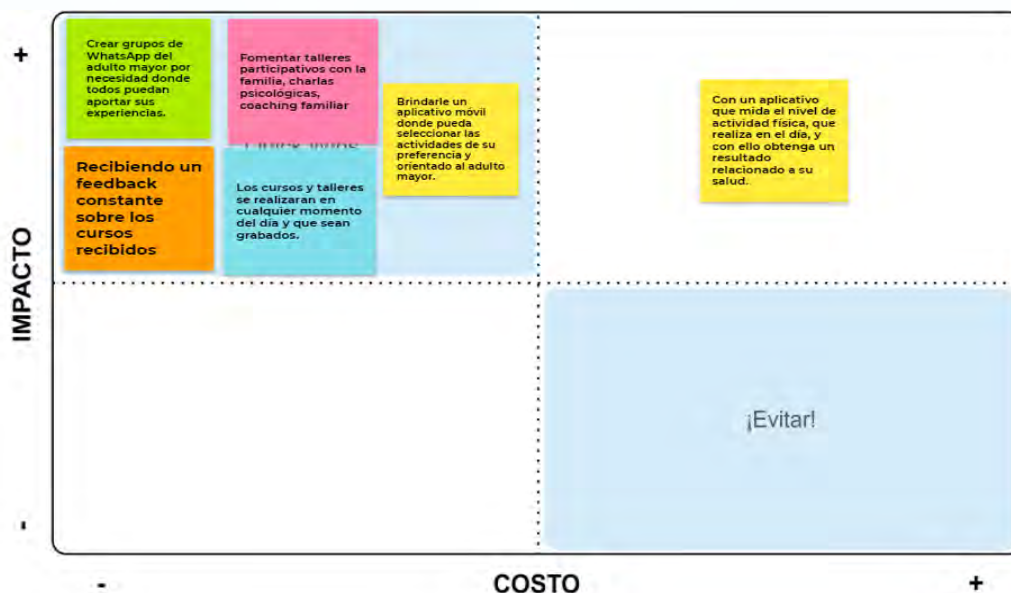 +
Crear grupos de
WhatsApp del
adulto mayor por
necesidad donde
todos puedan
aportar sus
experiencias.
Fomentar talleres
participativos con la
familia, charlas
psicológicas,
coaching familiar
Brindarle un
aplicativo móvil
donde pueda
seleccionar las
actividades de su
preferencia y
orientado al adulto
mayor.
Con un aplicativo
que mida el nivel de
actividad física, que
realiza en el día, y
con ello obtenga un
resultado
relacionado a su
salud.
Recibiendo un
feedback
constante
sobre los
cursos
recibidos
Los cursos y talleres
se realizaran en
cualquier momento
del día y que sean
grabados.
IMPACTO
¡Evitar!
-
-
COSTO
+